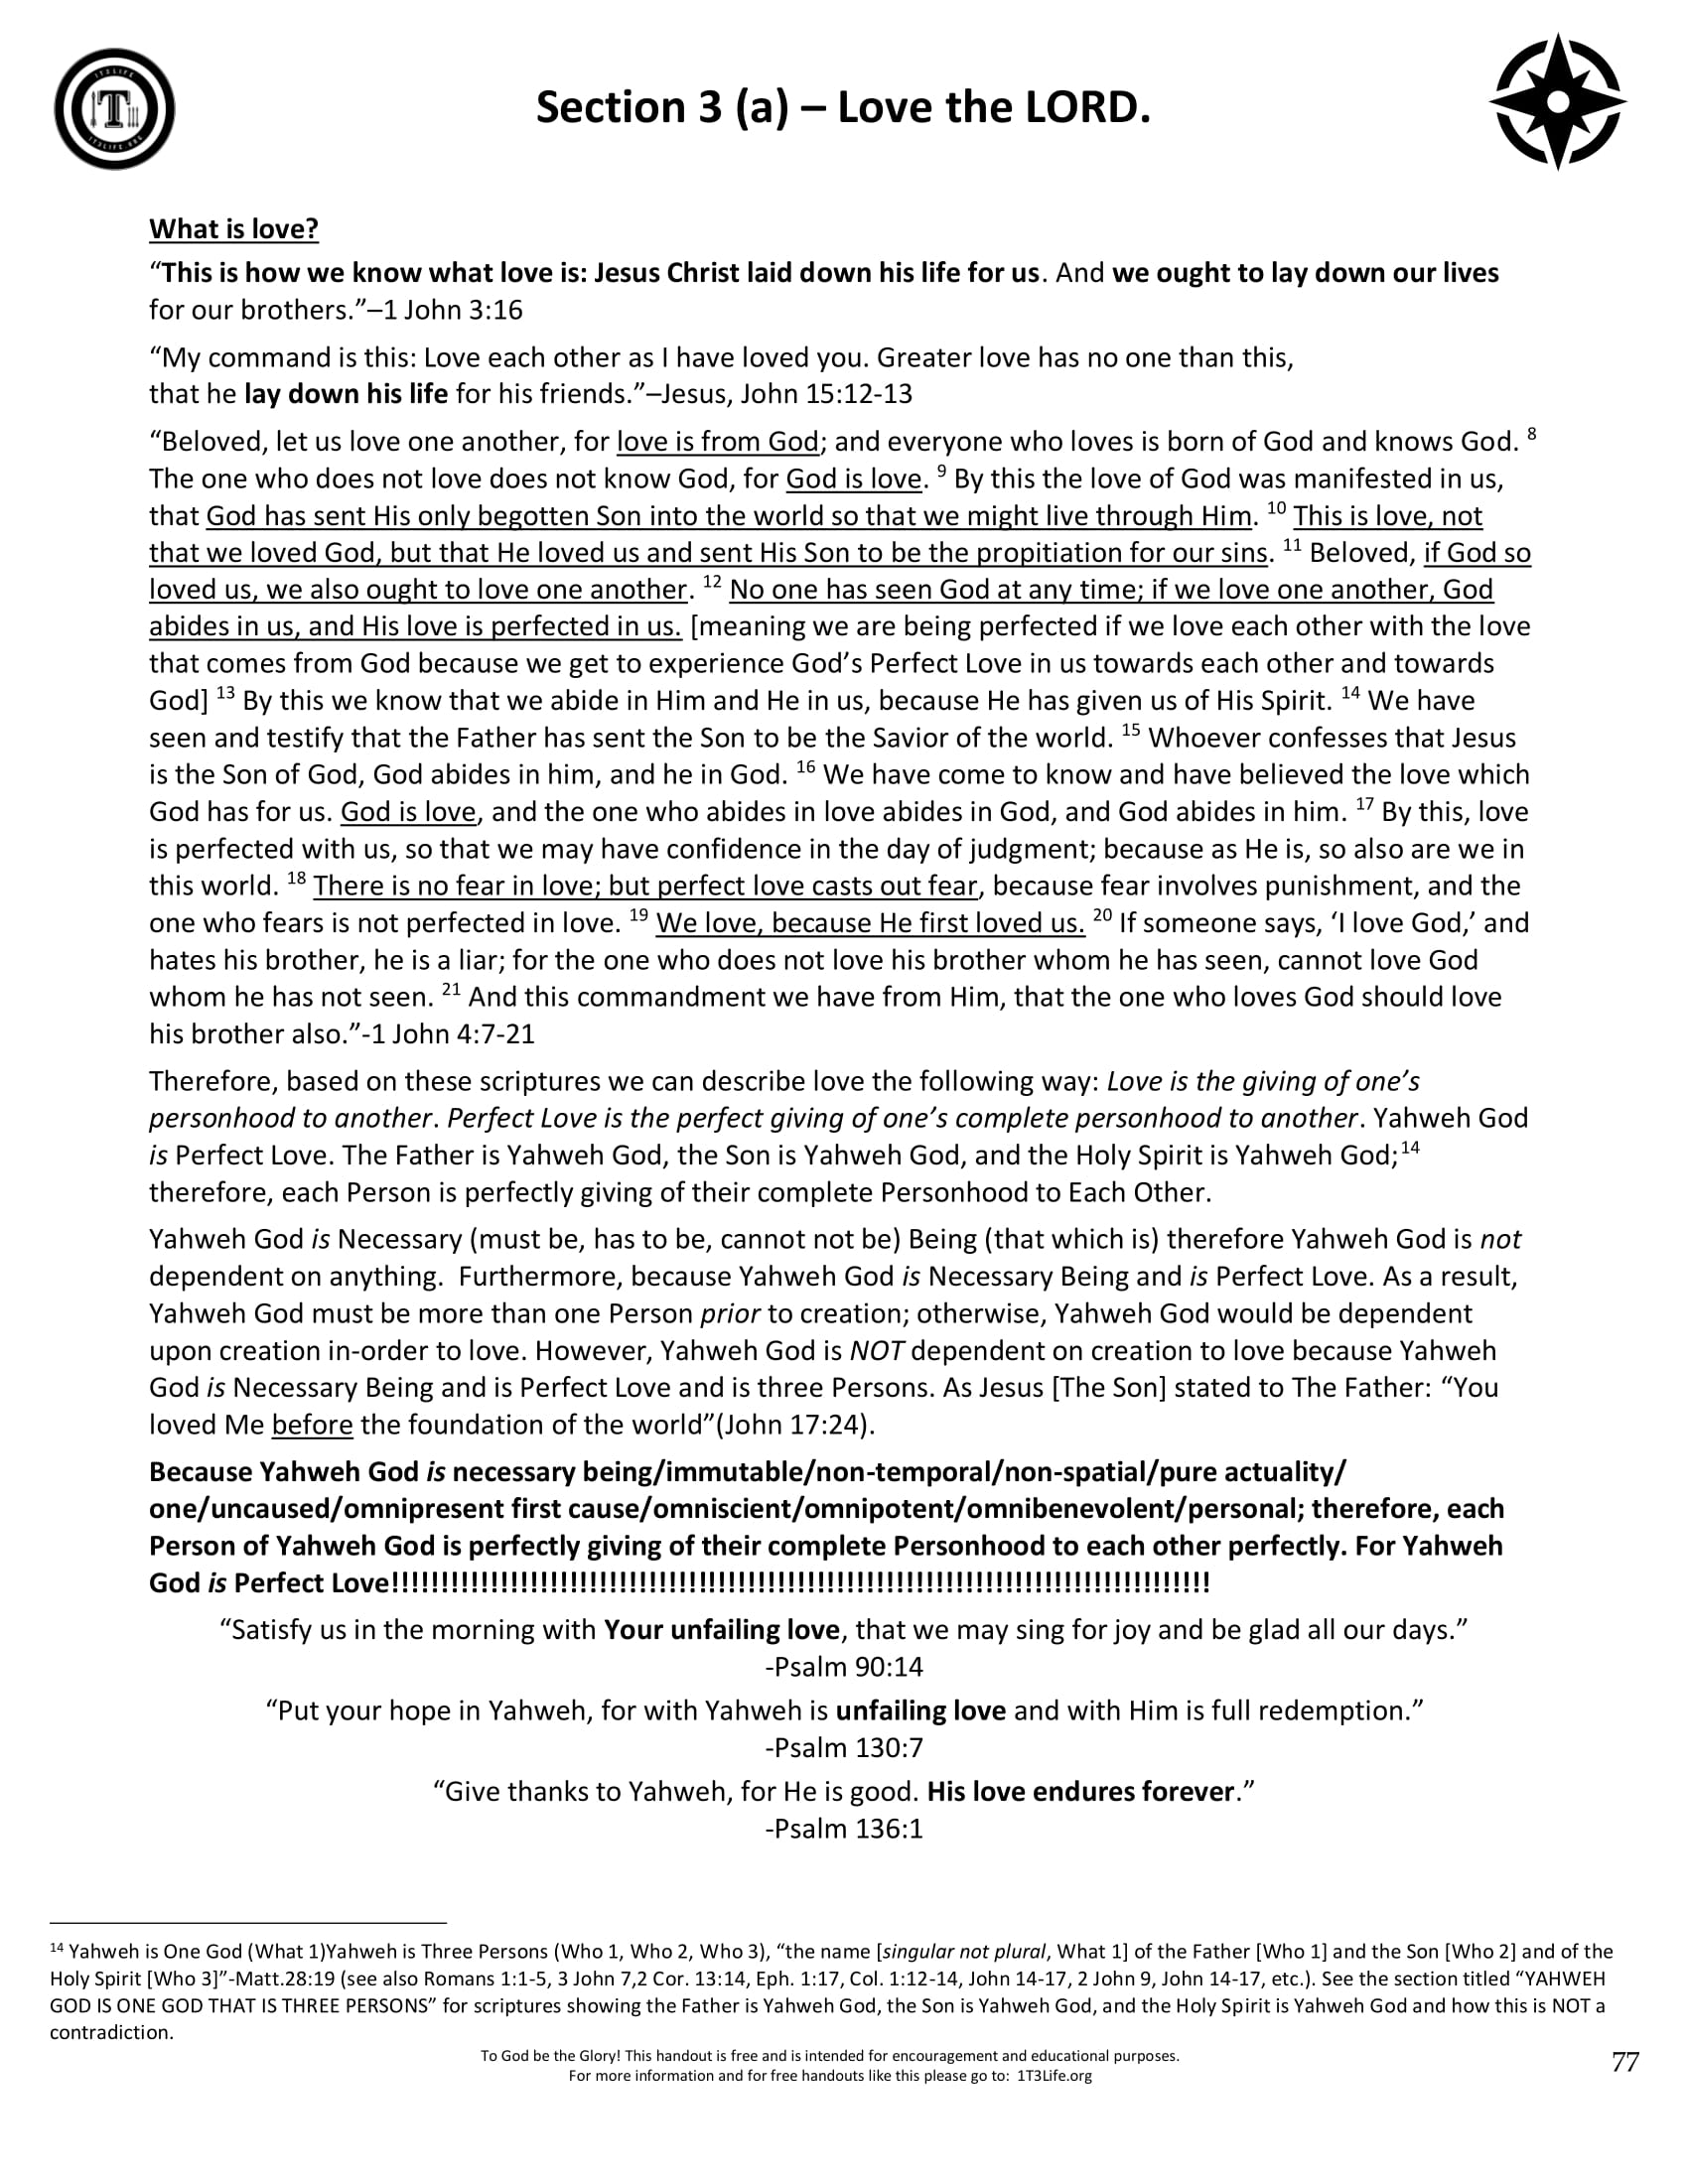 Section 3 (a) – Love the LORD.
1T3LIFE
T
1T3LIFE.ORG
What is love?
“This is how we know what love is: Jesus Christ laid down his life for us. And we ought to lay down our lives
for our brothers.”–1 John 3:16
“My command is this: Love each other as I have loved you. Greater love has no one than this,
that he lay down his life for his friends.”–Jesus, John 15:12-13
“Beloved, let us love one another, for love is from God; and everyone who loves is born of God and knows God. 8
The one who does not love does not know God, for God is love. 9 By this the love of God was manifested in us,
that God has sent His only begotten Son into the world so that we might live through Him. 10 This is love, not
that we loved God, but that He loved us and sent His Son to be the propitiation for our sins. 11 Beloved, if God so
loved us, we also ought to love one another. 12 No one has seen God at any time; if we love one another, God
abides in us, and His love is perfected in us. [meaning we are being perfected if we love each other with the love
that comes from God because we get to experience God’s Perfect Love in us towards each other and towards
God] 13 By this we know that we abide in Him and He in us, because He has given us of His Spirit. 14 We have
seen and testify that the Father has sent the Son to be the Savior of the world. 15 Whoever confesses that Jesus
is the Son of God, God abides in him, and he in God. 16 We have come to know and have believed the love which
God has for us. God is love, and the one who abides in love abides in God, and God abides in him. 17 By this, love
is perfected with us, so that we may have confidence in the day of judgment; because as He is, so also are we in
this world. 18 There is no fear in love; but perfect love casts out fear, because fear involves punishment, and the
one who fears is not perfected in love. 19 We love, because He first loved us. 20 If someone says, ‘I love God,’ and
hates his brother, he is a liar; for the one who does not love his brother whom he has seen, cannot love God
whom he has not seen. 21 And this commandment we have from Him, that the one who loves God should love
his brother also.”-1 John 4:7-21
Therefore, based on these scriptures we can describe love the following way: Love is the giving of one’s
personhood to another. Perfect Love is the perfect giving of one’s complete personhood to another. Yahweh God
is Perfect Love. The Father is Yahweh God, the Son is Yahweh God, and the Holy Spirit is Yahweh God;14
therefore, each Person is perfectly giving of their complete Personhood to Each Other.
Yahweh God is Necessary (must be, has to be, cannot not be) Being (that which is) therefore Yahweh God is not
dependent on anything.  Furthermore, because Yahweh God is Necessary Being and is Perfect Love. As a result,
Yahweh God must be more than one Person prior to creation; otherwise, Yahweh God would be dependent
upon creation in-order to love. However, Yahweh God is NOT dependent on creation to love because Yahweh
God is Necessary Being and is Perfect Love and is three Persons. As Jesus [The Son] stated to The Father: “You
loved Me before the foundation of the world”(John 17:24).
Because Yahweh God is necessary being/immutable/non-temporal/non-spatial/pure actuality/
one/uncaused/omnipresent first cause/omniscient/omnipotent/omnibenevolent/personal; therefore, each
Person of Yahweh God is perfectly giving of their complete Personhood to each other perfectly. For Yahweh
God is Perfect Love!!!!!!!!!!!!!!!!!!!!!!!!!!!!!!!!!!!!!!!!!!!!!!!!!!!!!!!!!!!!!!!!!!!!!!!!!!!!!!!!!!!
“Satisfy us in the morning with Your unfailing love, that we may sing for joy and be glad all our days.”
-Psalm 90:14
“Put your hope in Yahweh, for with Yahweh is unfailing love and with Him is full redemption.”
-Psalm 130:7
“Give thanks to Yahweh, for He is good. His love endures forever.”
-Psalm 136:1
14 Yahweh is One God (What 1)Yahweh is Three Persons (Who 1, Who 2, Who 3), “the name [singular not plural, What 1] of the Father [Who 1] and the Son [Who 2] and of the
Holy Spirit [Who 3]”-Matt.28:19 (see also Romans 1:1-5, 3 John 7,2 Cor. 13:14, Eph. 1:17, Col. 1:12-14, John 14-17, 2 John 9, John 14-17, etc.). See the section titled “YAHWEH
GOD IS ONE GOD THAT IS THREE PERSONS” for scriptures showing the Father is Yahweh God, the Son is Yahweh God, and the Holy Spirit is Yahweh God and how this is NOT a
contradiction.
To God be the Glory! This handout is free and is intended for encouragement and educational purposes.
For more information and for free handouts like this please go to:  1T3Life.org
77